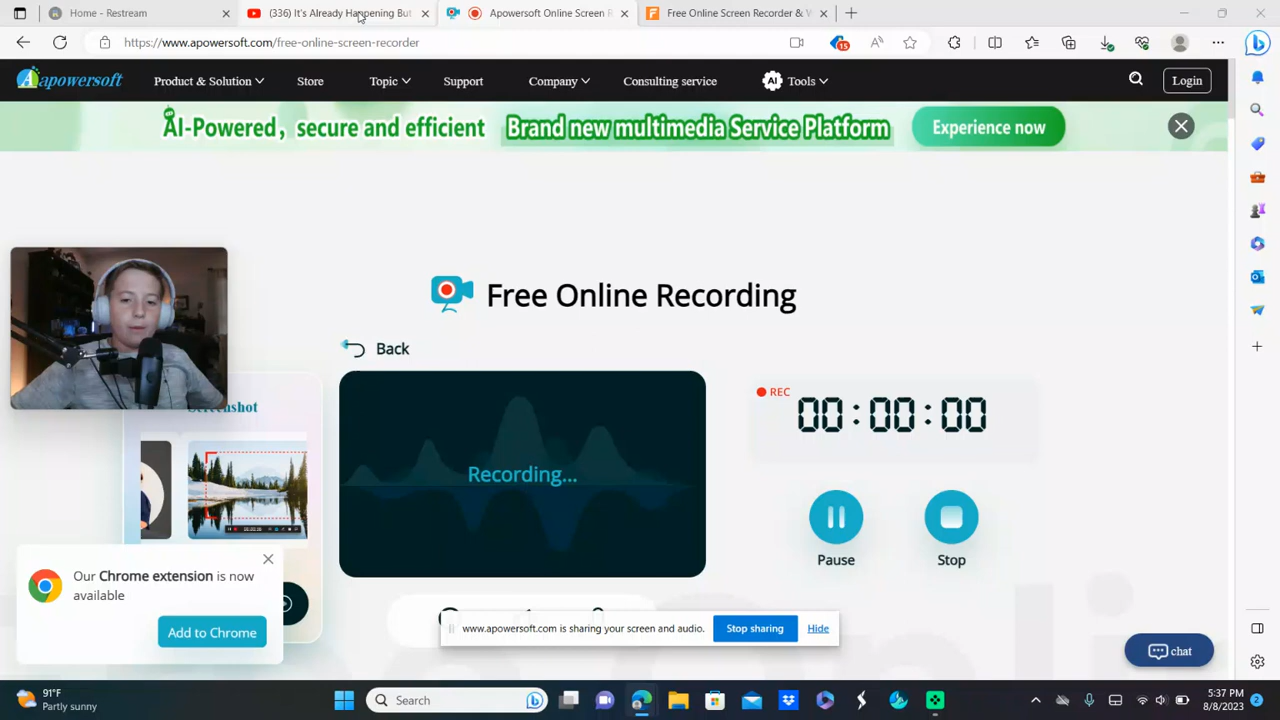 Home - Restream
(336) It's Already Happening But
Apowersoft Online Screen R
Free Online Screen Recorder & W
https://www.apowersoft.com/free-online-screen-recorder
15
apowersoft
Product & Solution
Store
Topic
Support
Company
Consulting service
AI
Tools
Login
AI-Powered, secure and efficient
Brand new multimedia Service Platform
Experience now
Free Online Recording
Back
Screenshot
Recording...
REC
00:00:00
Pause
Stop
Our Chrome extension is now
available
Add to Chrome
www.apowersoft.com is sharing your screen and audio.
Stop sharing
Hide
chat
91°F
Partly sunny
Search
5:37 PM
8/8/2023
2